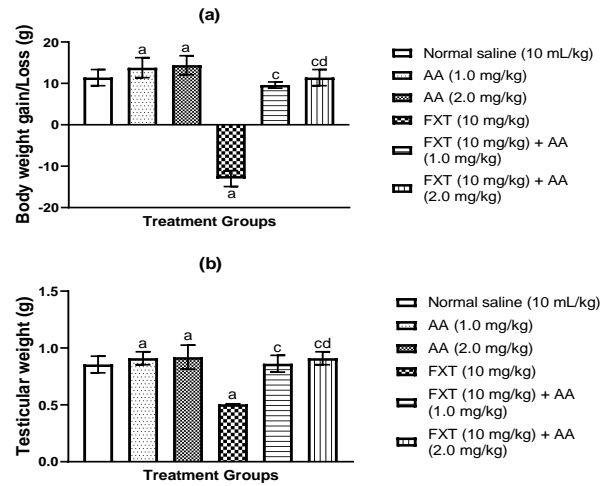 (a)
Body weight gain/Loss (g)
20
10
0
-10
-20
a
a
a
c
cd
Treatment Groups
Normal saline (10 mL/kg)
AA (1.0 mg/kg)
AA (2.0 mg/kg)
FXT (10 mg/kg)
FXT (10 mg/kg) + AA
(1.0 mg/kg)
FXT (10 mg/kg) + AA
(2.0 mg/kg)
(b)
Testicular weight (g)
1.5
1.0
0.5
0.0
a
a
a
c
cd
Treatment Groups
Normal saline (10 mL/kg)
AA (1.0 mg/kg)
AA (2.0 mg/kg)
FXT (10 mg/kg)
FXT (10 mg/kg) + AA
(1.0 mg/kg)
FXT (10 mg/kg) + AA
(2.0 mg/kg)